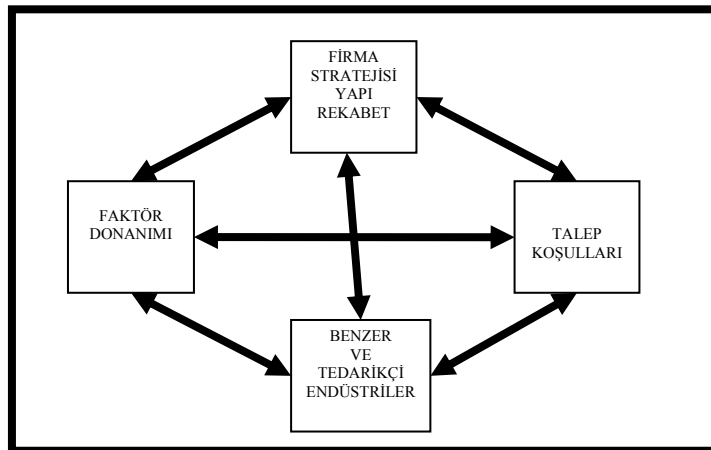 FİRMA
STRATEJİSİ
YAPI
REKABET
FAKTÖR
DONANIMI
TALEP
KOŞULLARI
BENZER
VE
TEDARİKÇİ
ENDÜSTRİLER